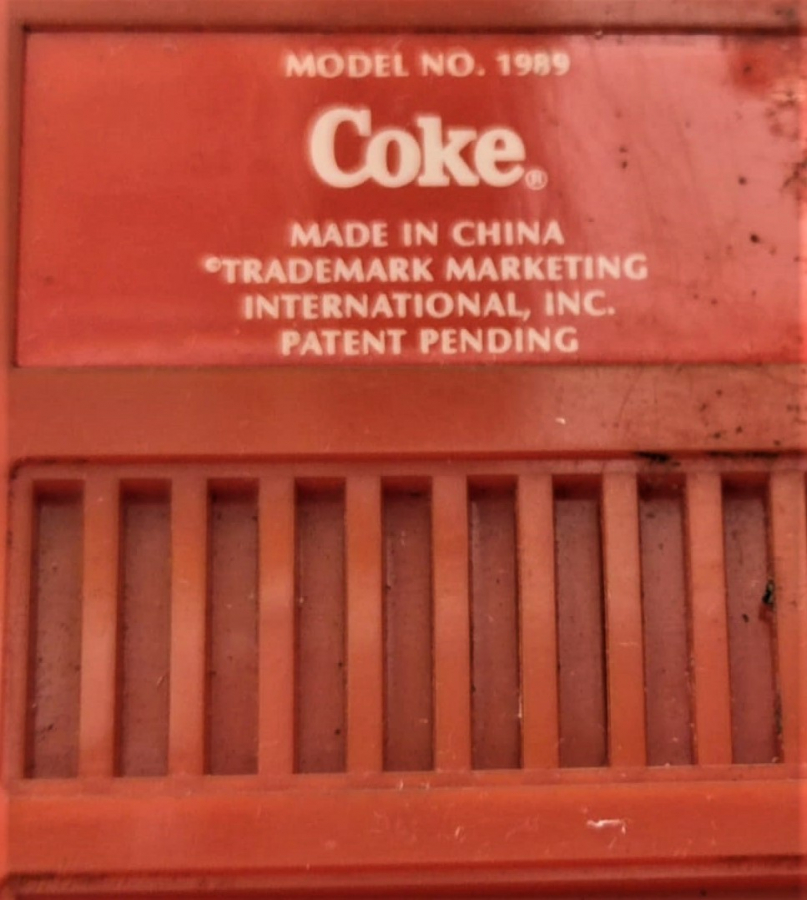 MODEL NO. 1989
Coke®
MADE IN CHINA
©TRADEMARK MARKETING
INTERNATIONAL, INC.
PATENT PENDING